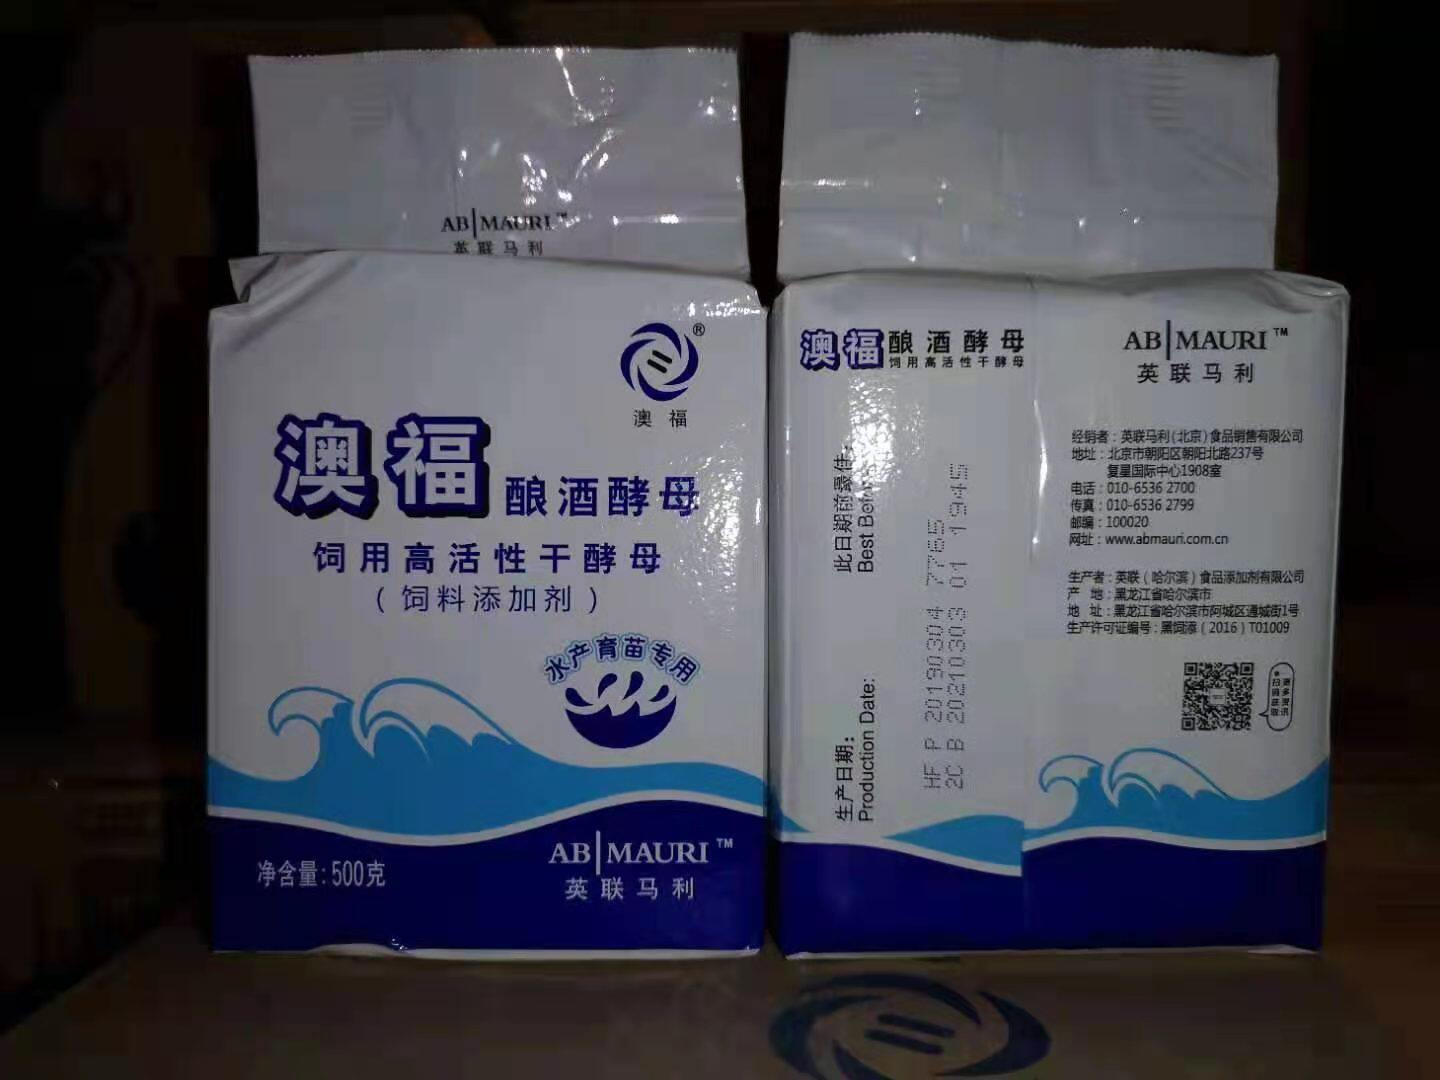 AB|MAURI™
英联马利
®
澳福
澳福 酿酒酵母
饲用高活性干酵母
（饲料添加剂）
水产育苗专用
净含量:500克
AB|MAURI™
英联马利
澳福 酿酒酵母
饲用高活性干酵母
AB|MAURI™
英联马利
此日期前最佳:
Best Before
生产日期:
Production Date:
HF P 20190304 7765
2C B 20210303 01 1945
经销者：英联马利（北京）食品销售有限公司
地址：北京市朝阳区朝阳北路237号
复星国际中心1908室
电话：010-6536 2700
传真：010-6536 2799
邮编：100020
网址：www.abmauri.com.cn
生产者：英联（哈尔滨）食品添加剂有限公司
产 地：黑龙江省哈尔滨市
地 址：黑龙江省哈尔滨市阿城区通城街1号
生产许可证编号：黑饲添（2016）T01009